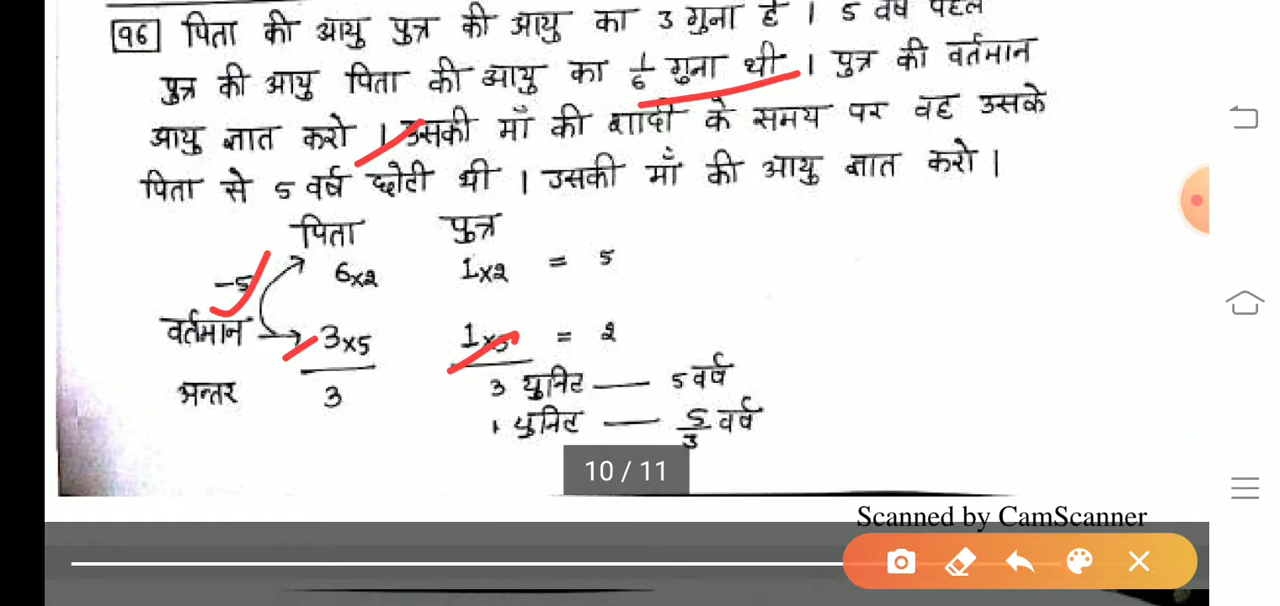 96 पिता की आयु पुत्र की आयु का 3 गुना है । 5 वर्ष पहले
पुत्र की आयु पिता की आयु का 1/6 गुना थी । पुत्र की वर्तमान
आयु ज्ञात करो । उसकी माँ की शादी के समय पर वह उसके
पिता से 5 वर्ष छोटी थी । उसकी माँ की आयु ज्ञात करो ।
पिता पुत्र
-5 6x2 1x2 = 5
वर्तमान 3x5 1x5 = 2
अन्तर 3 3 युनिट — 5 वर्ष
1 युनिट — 5/3 वर्ष
10 / 11
Scanned by CamScanner